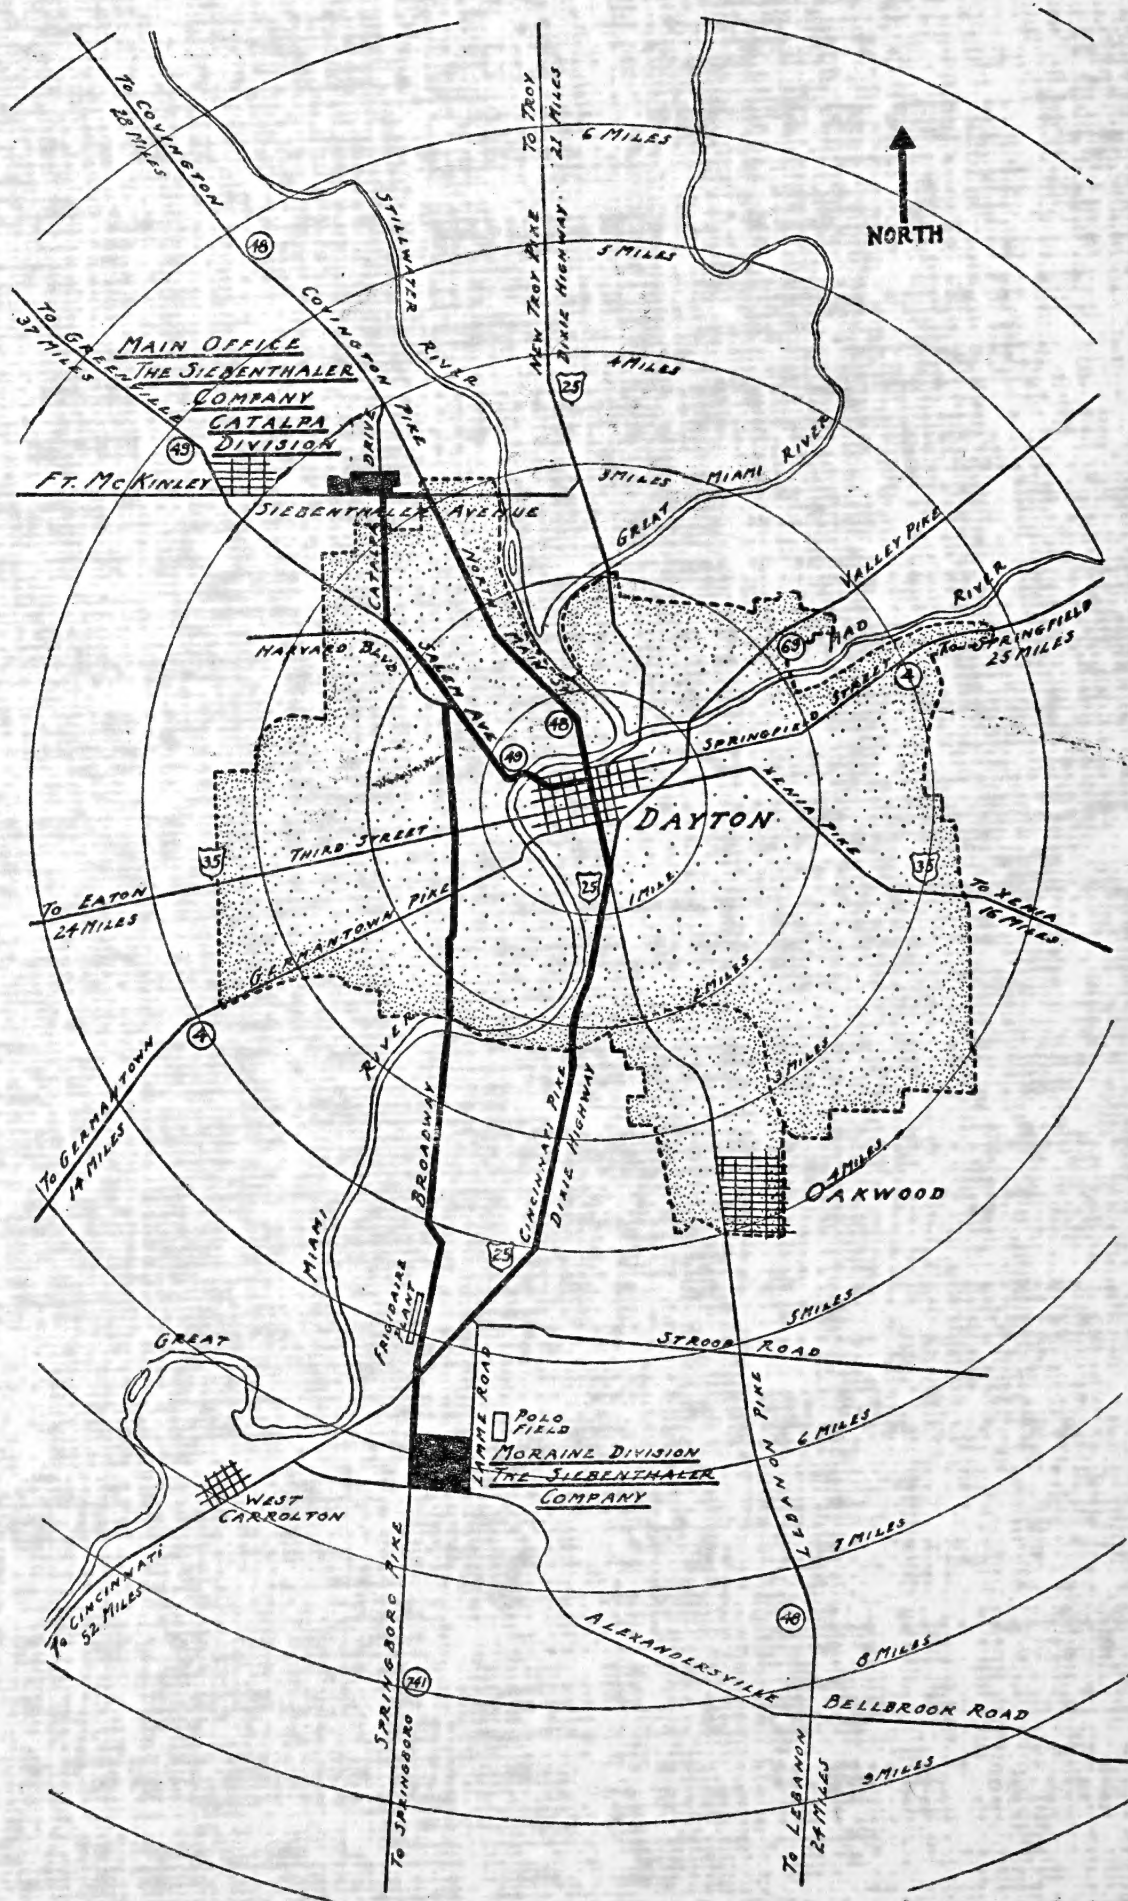 To COVINGTON
28 MILES
To TROY
21 MILES
6 MILES
NORTH
48
STILLWATER
RIVER
NEW TROY PIKE
DIXIE HIGHWAY
5 MILES
To GREENVILLE
37 MILES
COVINGTON
PIKE
MAIN OFFICE
THE SIEBENTHALER
COMPANY
CATALPA
DIVISION
4 MILES
25
49
DRIVE
FT. McKINLEY
3 MILES
MIAMI
RIVER
GREAT
SIEBENTHALER AVENUE
CATALPA
NORTH
MAIN ST.
VALLEY PIKE
RIVER
MAD
69
To SPRINGFIELD
25 MILES
4
HARVARD BLVD.
SALEM AVE
48
49
SPRINGFIELD STREET
XENIA PIKE
DAYTON
THIRD STREET
35
35
To EATON
24 MILES
GERMANTOWN PIKE
25
1 MILE
To XENIA
16 MILES
2 MILES
4
RIVER
3 MILES
To GERMANTOWN
14 MILES
BROADWAY
CINCINNATI PIKE
DIXIE HIGHWAY
4 MILES
OAKWOOD
MIAMI
25
FRIGIDAIRE
PLANT
5 MILES
GREAT
STROOP ROAD
LAMME ROAD
POLO
FIELD
LEBANON PIKE
6 MILES
MORAINE DIVISION
THE SIEBENTHALER
COMPANY
WEST
CARROLTON
7 MILES
To CINCINNATI
52 MILES
SPRINGBORO PIKE
48
ALEXANDERSVILLE
8 MILES
741
BELLBROOK ROAD
To SPRINGBORO
9 MILES
To LEBANON
24 MILES